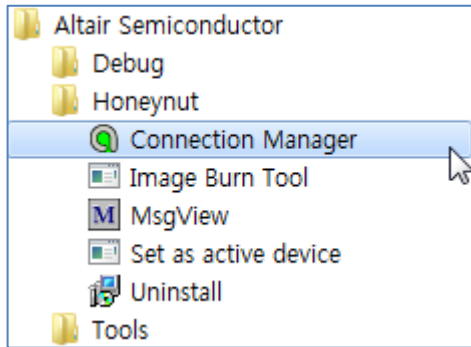 Altair Semiconductor
Debug
Honeynut
Connection Manager
Image Burn Tool
M MsgView
Set as active device
Uninstall
Tools